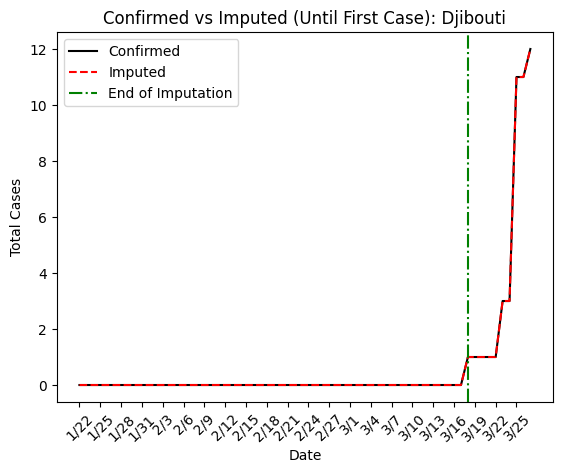 Confirmed vs Imputed (Until First Case): Djibouti
Confirmed
Imputed
End of Imputation
Total Cases
12
10
8
6
4
2
0
1/22 1/25 1/28 1/31 2/3 2/6 2/9 2/12 2/15 2/18 2/21 2/24 2/27 3/1 3/4 3/7 3/10 3/13 3/16 3/19 3/22 3/25
Date